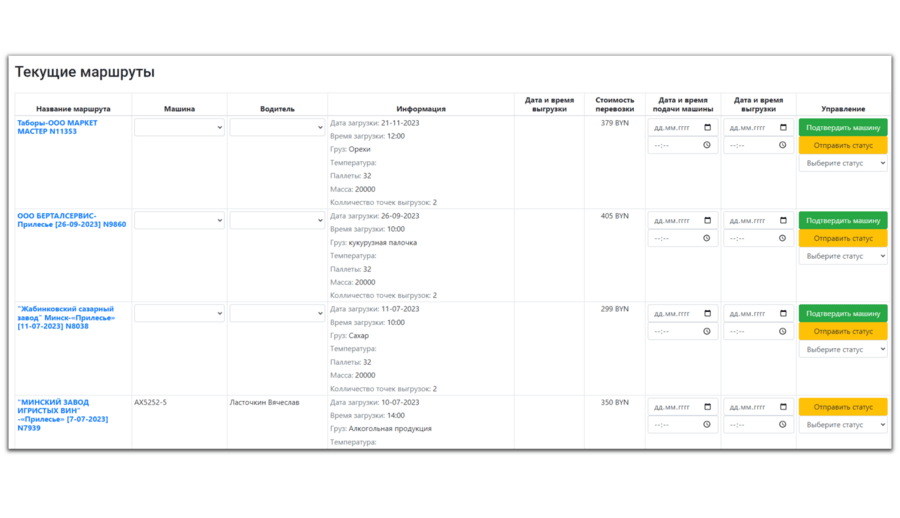 Текущие маршруты
Название маршрута
Машина
Водитель
Информация
Дата и время
выгрузки
Стоимость
перевозки
Дата и время
подачи машины
Дата и время
выгрузки
Управление
Таборы-ООО МАРКЕТ
МАСТЕР N11353
Дата загрузки: 21-11-2023
Время загрузки: 12:00
Груз: Орехи
Температура:
Паллеты: 32
Масса: 20000
Колличество точек выгрузок: 2
379 BYN
дд.мм.гггг
--:--
дд.мм.гггг
--:--
Подтвердить машину
Отправить статус
Выберите статус
ООО БЕРТАЛСЕРВИС-
Прилесье [26-09-2023] N9860
Дата загрузки: 26-09-2023
Время загрузки: 10:00
Груз: кукурузная палочка
Температура:
Паллеты: 32
Масса: 20000
Колличество точек выгрузок: 2
405 BYN
дд.мм.гггг
--:--
дд.мм.гггг
--:--
Подтвердить машину
Отправить статус
Выберите статус
"Жабинковский сазарный
завод" Минск-«Прилесье»
[11-07-2023] N8038
Дата загрузки: 11-07-2023
Время загрузки: 10:00
Груз: Сахар
Температура:
Паллеты: 32
Масса: 20000
Колличество точек выгрузок: 2
299 BYN
дд.мм.гггг
--:--
дд.мм.гггг
--:--
Подтвердить машину
Отправить статус
Выберите статус
"МИНСКИЙ ЗАВОД
ИГРИСТЫХ ВИН"
-«Прилесье» [7-07-2023]
N7939
AX5252-5
Ласточкин Вячеслав
Дата загрузки: 10-07-2023
Время загрузки: 14:00
Груз: Алкогольная продукция
Температура:
350 BYN
дд.мм.гггг
--:--
дд.мм.гггг
--:--
Отправить статус
Выберите статус